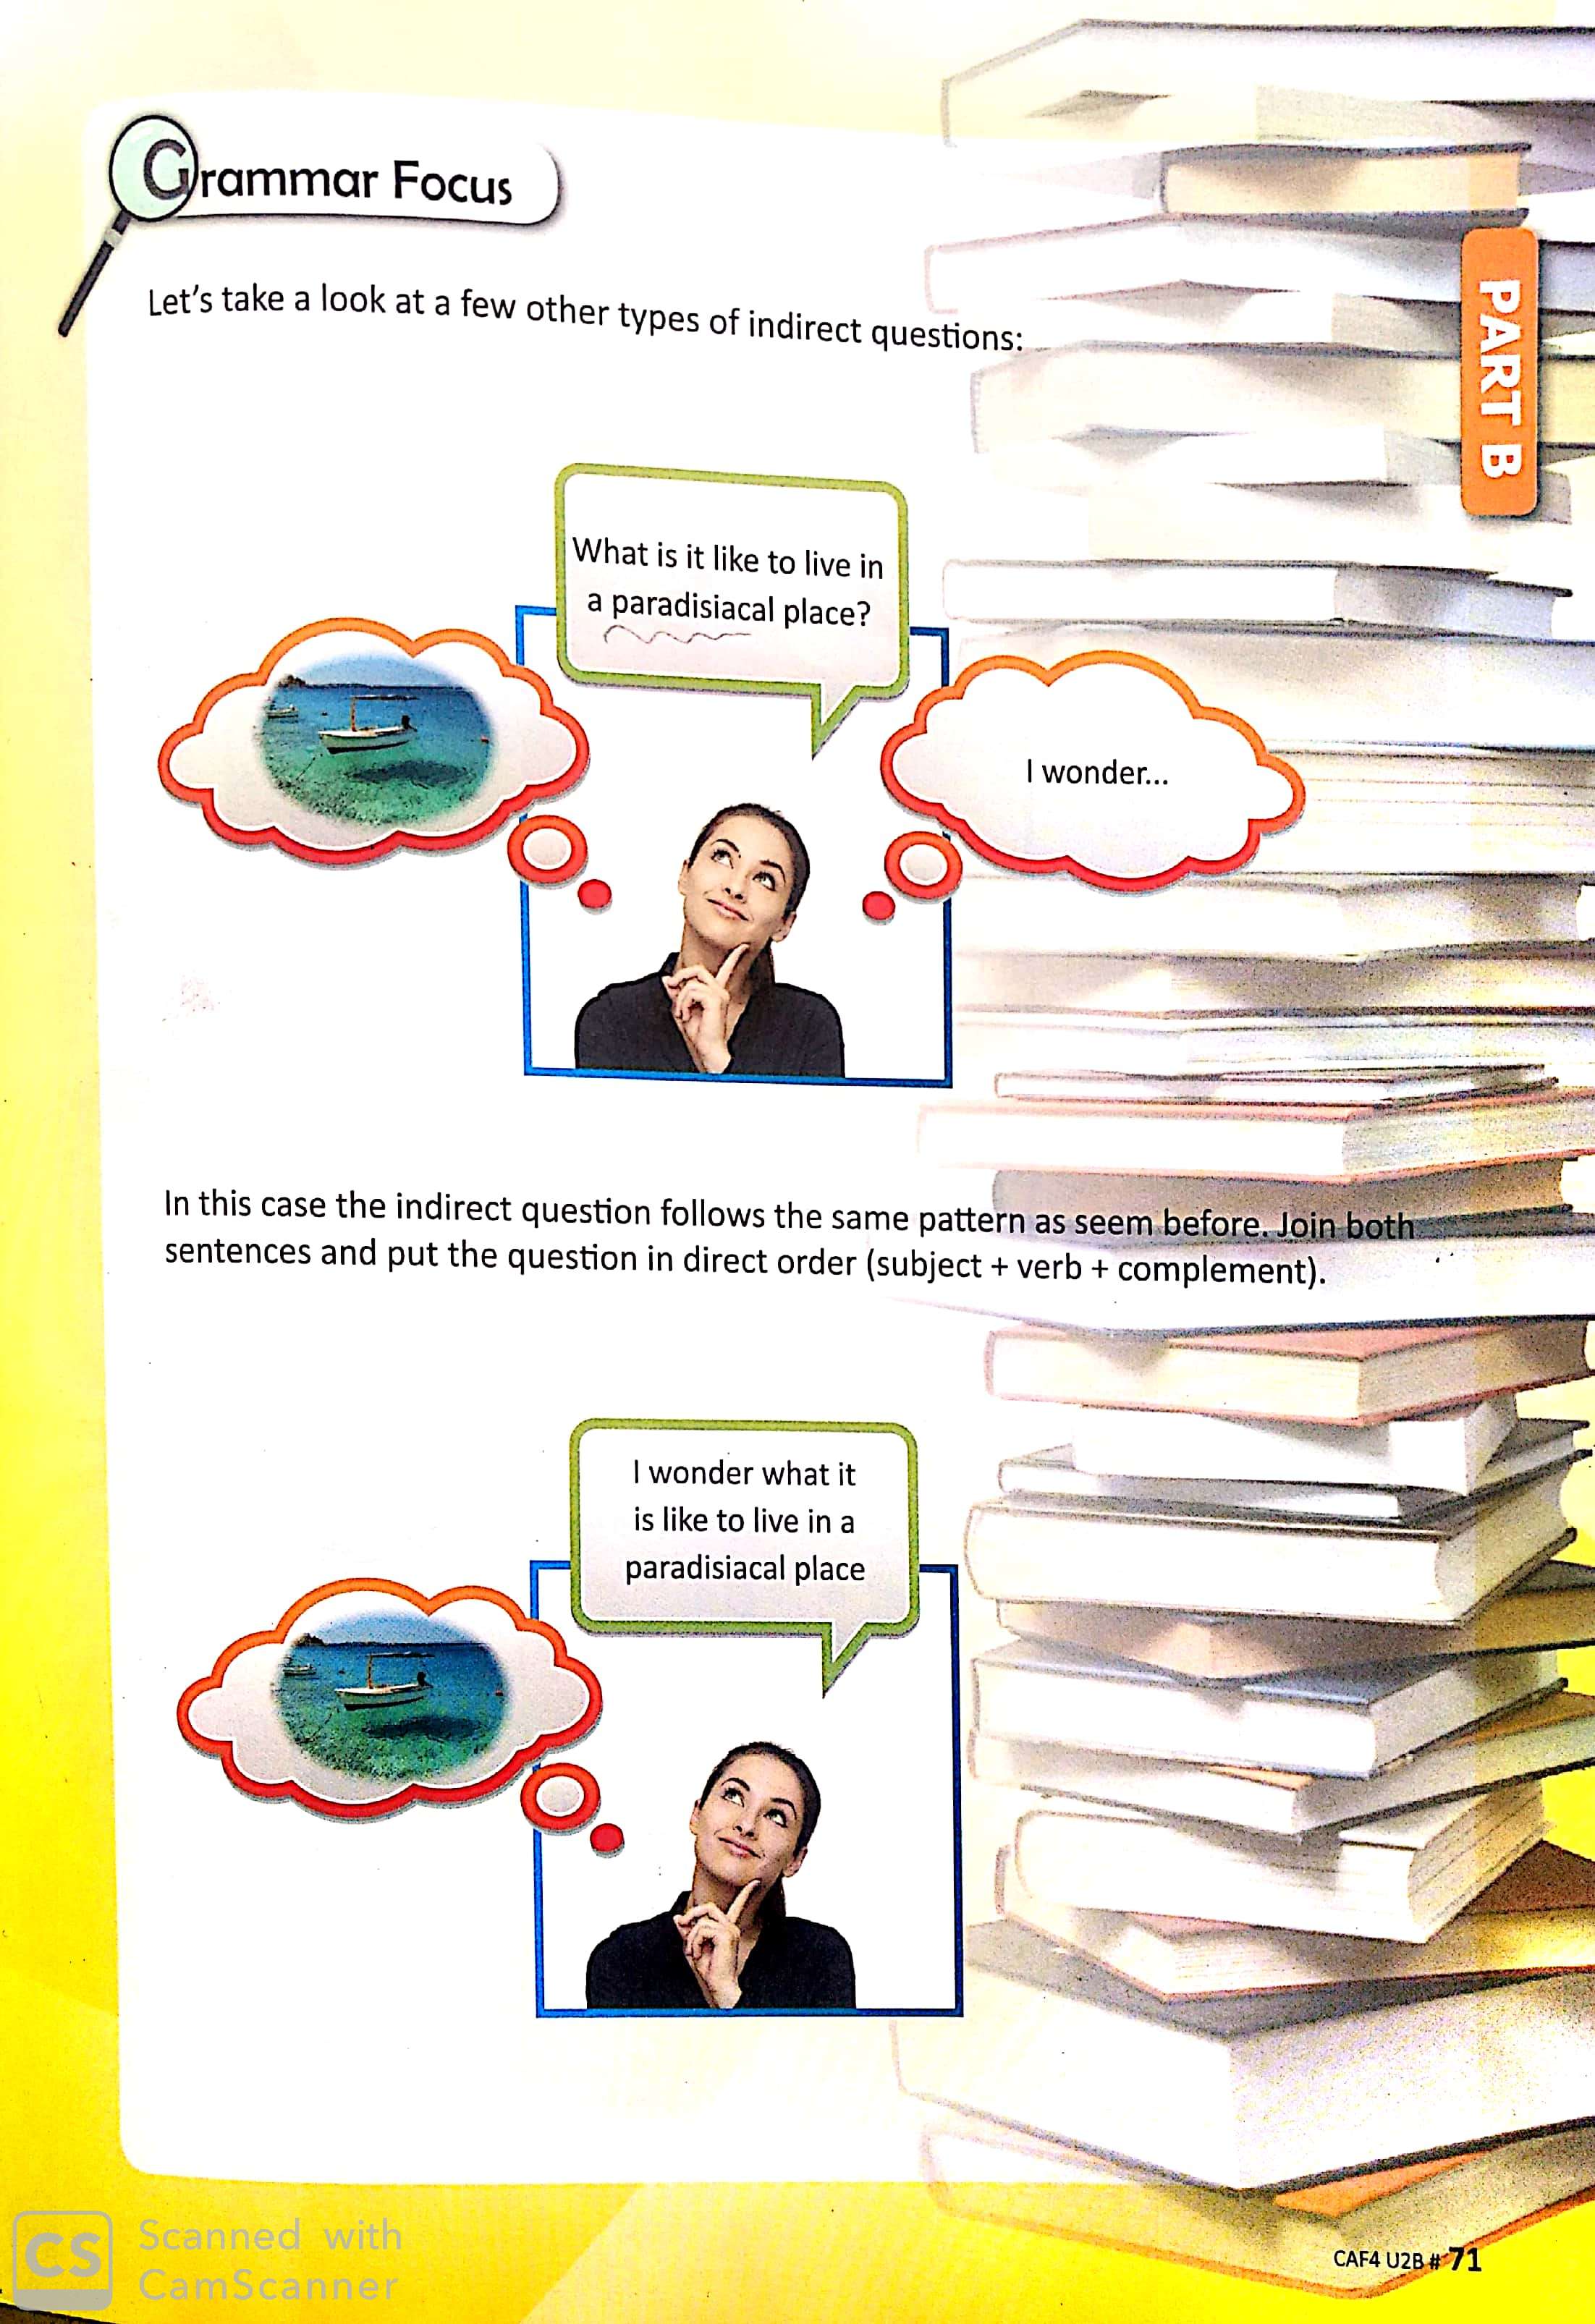 Grammar Focus
Let's take a look at a few other types of indirect questions:
PART B
What is it like to live in
a paradisiacal place?
I wonder...
In this case the indirect question follows the same pattern as seem before. Join both
sentences and put the question in direct order (subject + verb + complement).
I wonder what it
is like to live in a
paradisiacal place
CS
Scanned with
CamScanner
CAF4 U2B # 71